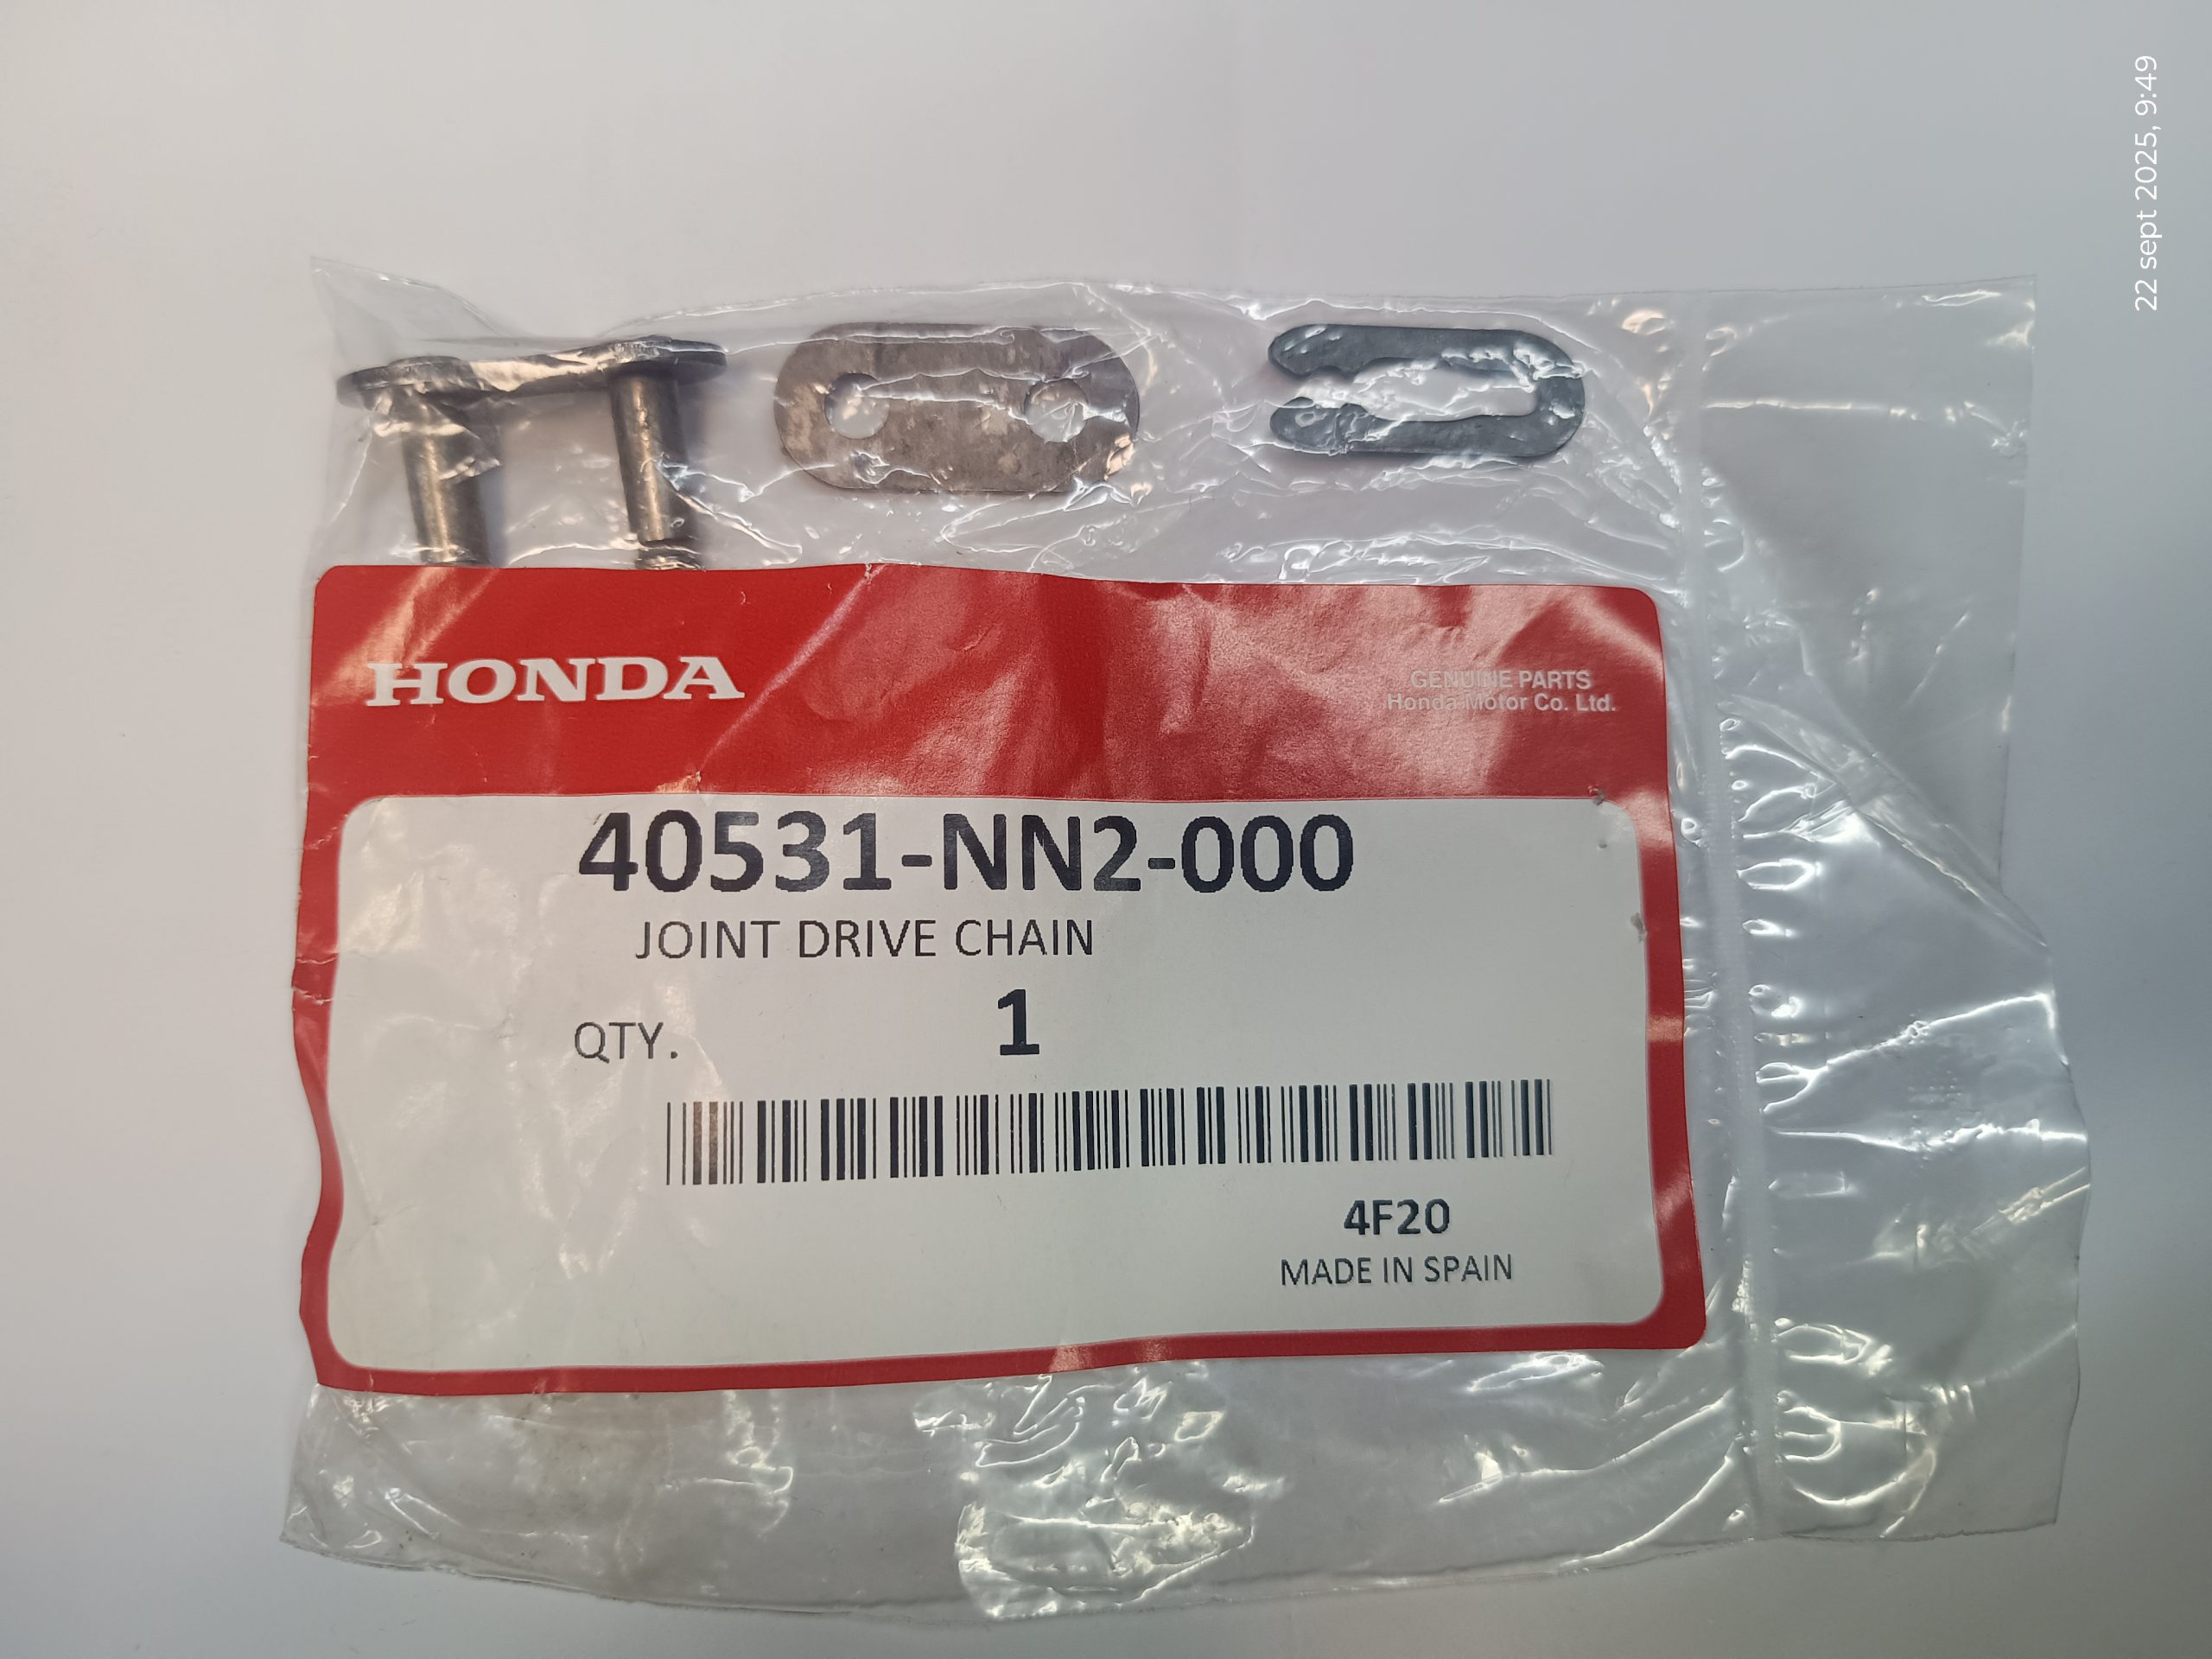 22 sept 2025, 9:49
HONDA
GENUINE PARTS
Honda Motor Co. Ltd.
40531-NN2-000
JOINT DRIVE CHAIN
QTY. 1
4F20
MADE IN SPAIN